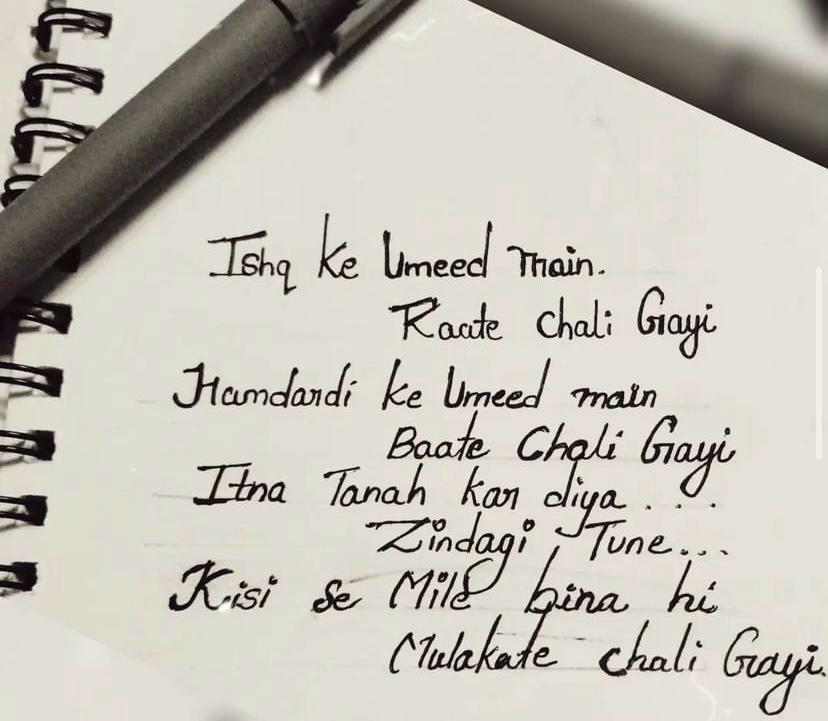 Ishq ke Umeed main.
Raate chali Gayi
Hamdardi ke Umeed main
Baate Chali Gayi
Itna Tanah kar diya . . .
Zindagi, Tune...
Kisi se Mile bina hi
Mulakate chali Gayi.